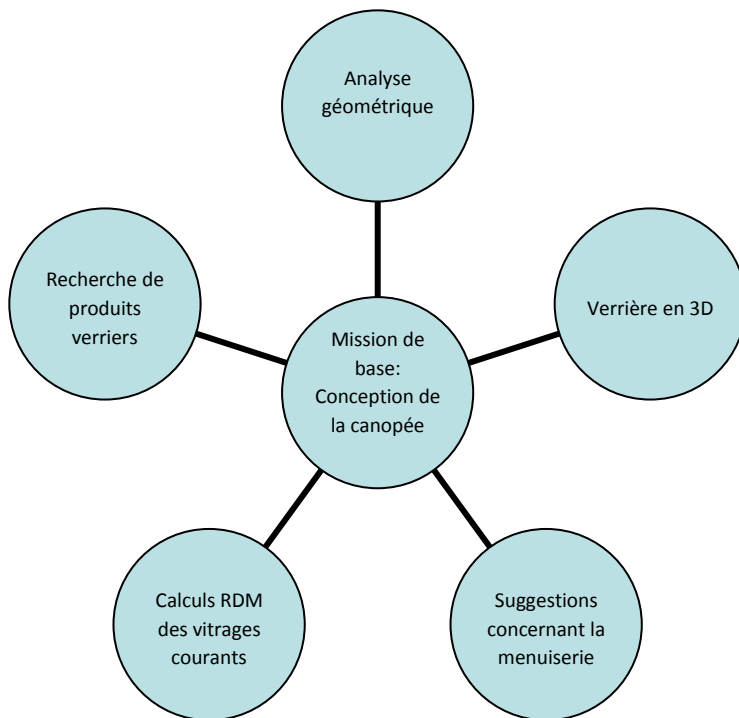 Analyse
géométrique
Recherche de
produits
verriers
Verrière en 3D
Mission de
base:
Conception de
la canopée
Calculs RDM
des vitrages
courants
Suggestions
concernant la
menuiserie